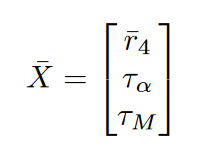 X̄ = [ r̄₄
τ_α
τ_M ]